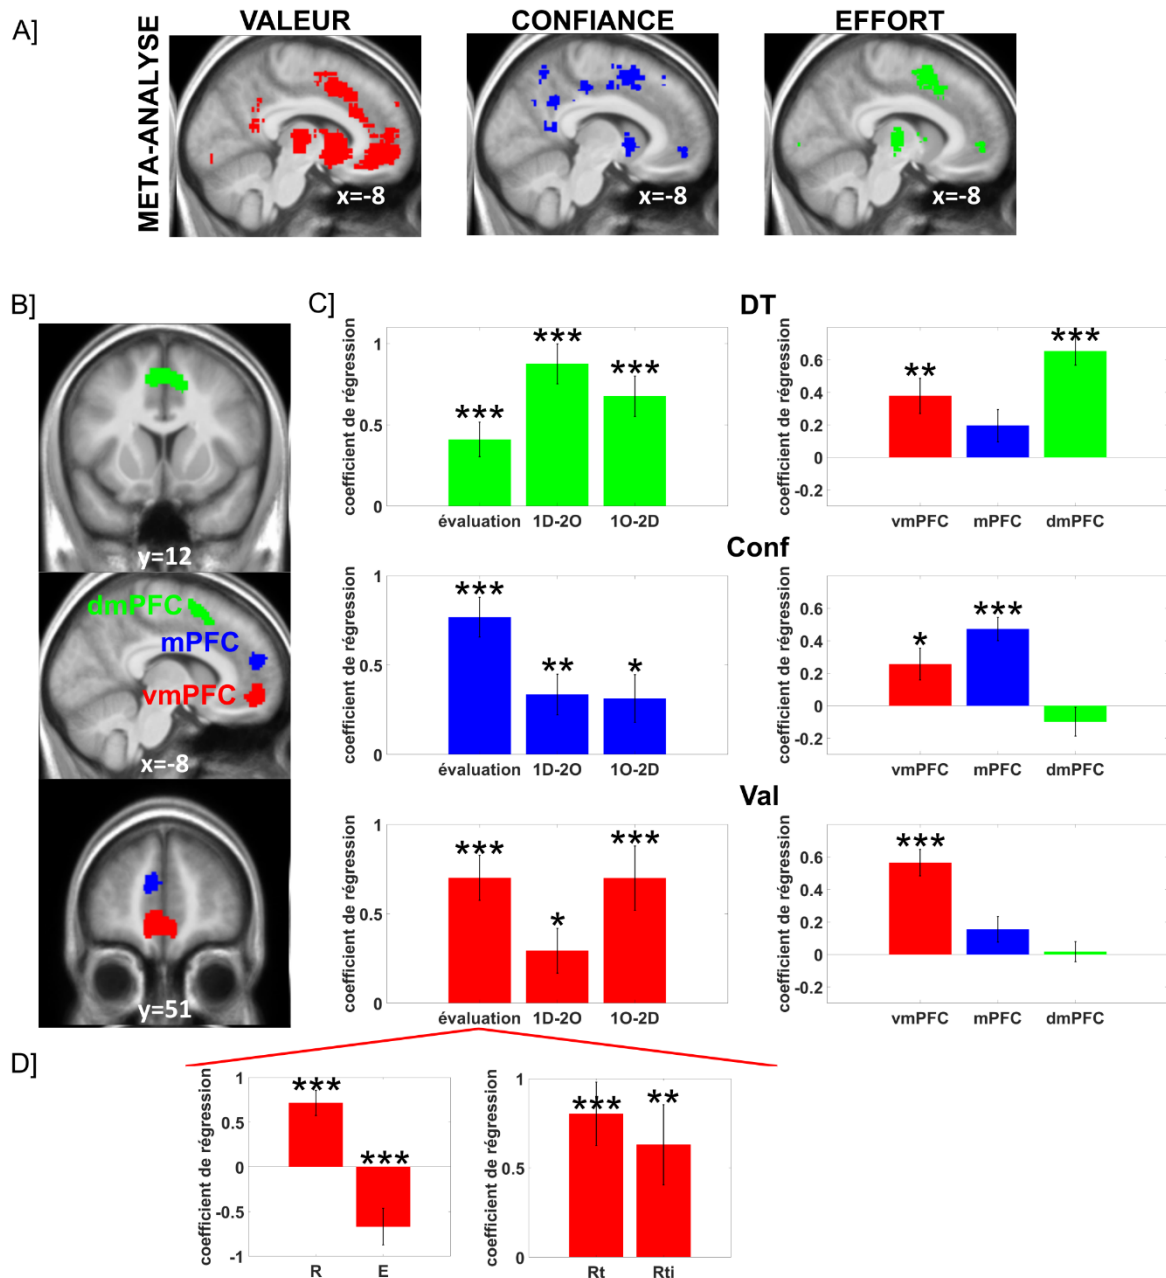 A]
META-ANALYSE
VALEUR
CONFIANCE
EFFORT
x=-8
x=-8
x=-8
B]
y=12
dmPFC
mPFC
vmPFC
x=-8
y=51
C]
DT
coefficient de régression
1
0.5
0
***
***
***
évaluation 1D-2O 1O-2D
coefficient de régression
0.6
0.4
0.2
0
-0.2
**
***
vmPFC mPFC dmPFC
Conf
coefficient de régression
1
0.5
0
***
**
*
évaluation 1D-2O 1O-2D
coefficient de régression
0.6
0.4
0.2
0
-0.2
*
***
vmPFC mPFC dmPFC
Val
coefficient de régression
1
0.5
0
***
*
***
évaluation 1D-2O 1O-2D
coefficient de régression
0.6
0.4
0.2
0
-0.2
***
vmPFC mPFC dmPFC
D]
coefficient de régression
1
0.5
0
-0.5
-1
***
***
R E
coefficient de régression
1
0.5
0
***
**
Rt Rti